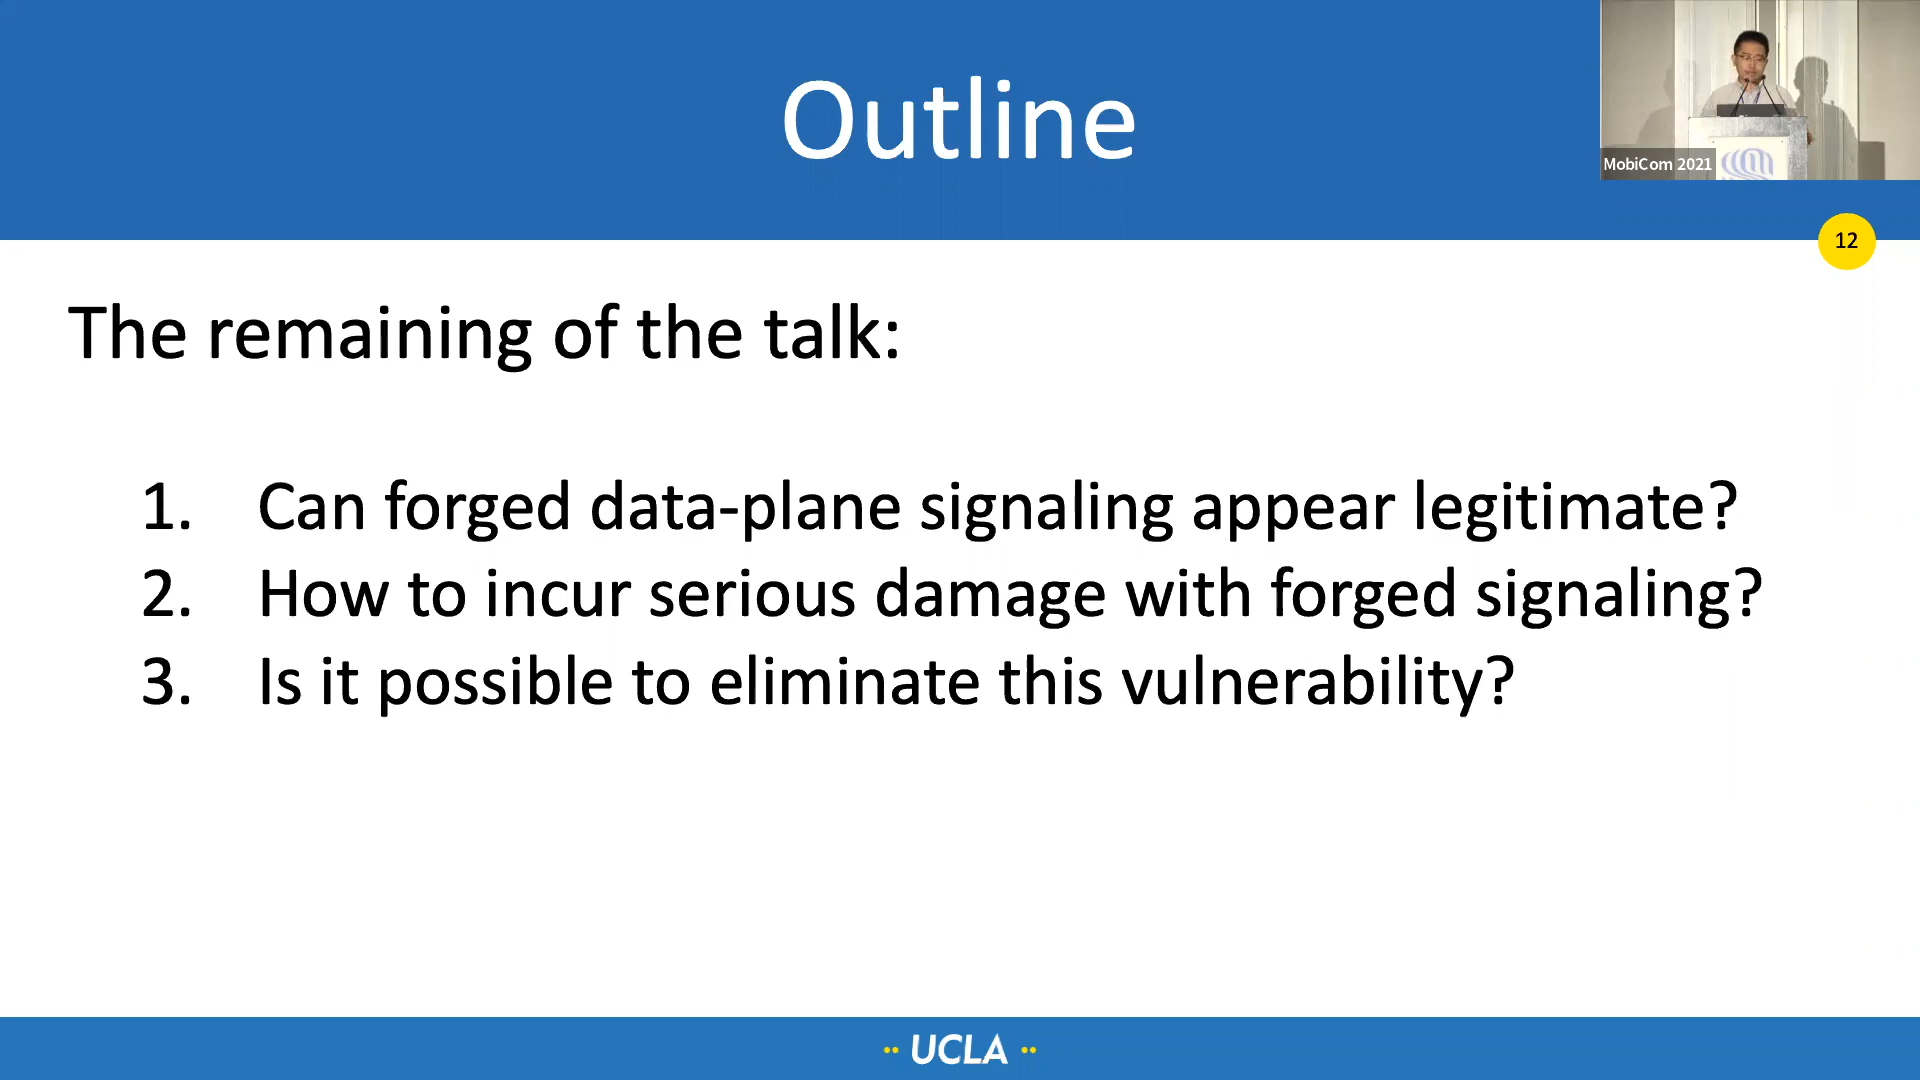 Outline
MobiCom 2021
12
The remaining of the talk:
1. Can forged data-plane signaling appear legitimate?
2. How to incur serious damage with forged signaling?
3. Is it possible to eliminate this vulnerability?
UCLA